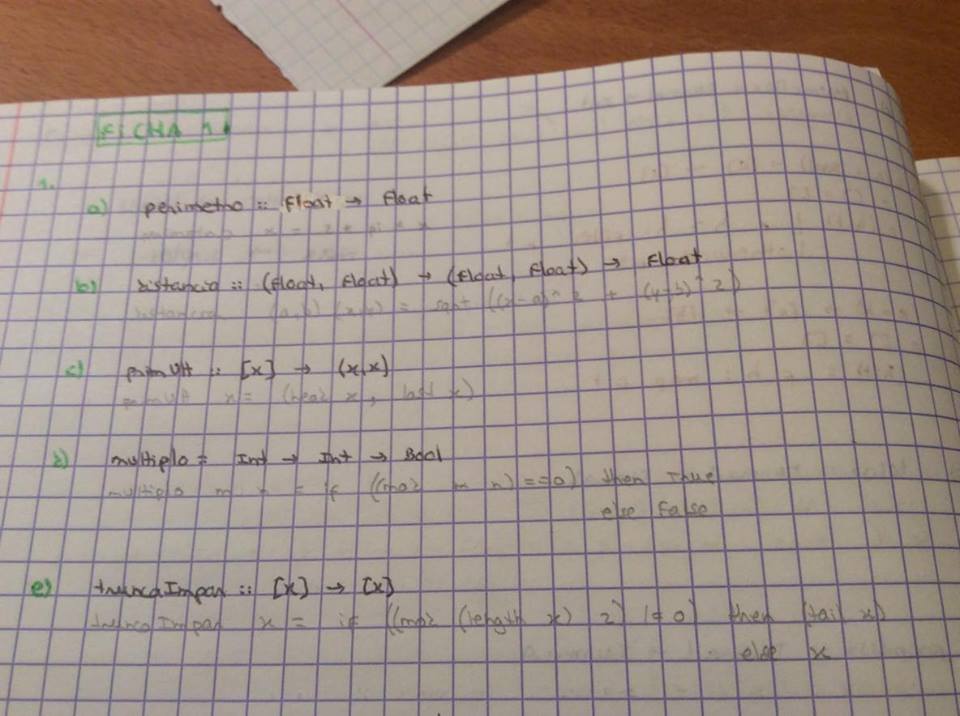 FICHA 1
1.
a) perimetro :: Float → Float
perimetro x = 2 * pi * x
b) distancia :: (Float, Float) → (Float, Float) → Float
distancia (a,b) (x,y) = sqrt ((x-a)^2 + (y-b)^2)
c) primUlt :: [x] → (x,x)
primUlt x = (head x, last x)
d) multiplo :: Int → Int → Bool
multiplo m n = if ((mod m n) == 0) then True
else False
e) truncaImpar :: [x] → [x]
truncaImpar x = if ((mod (length x) 2) /= 0) then (tail x)
else x